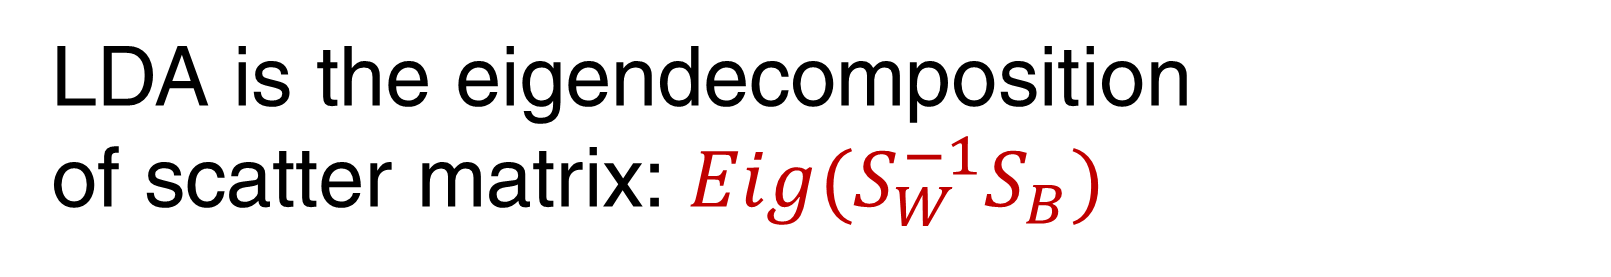 LDA is the eigendecomposition
of scatter matrix: $Eig(S_W^{-1}S_B)$